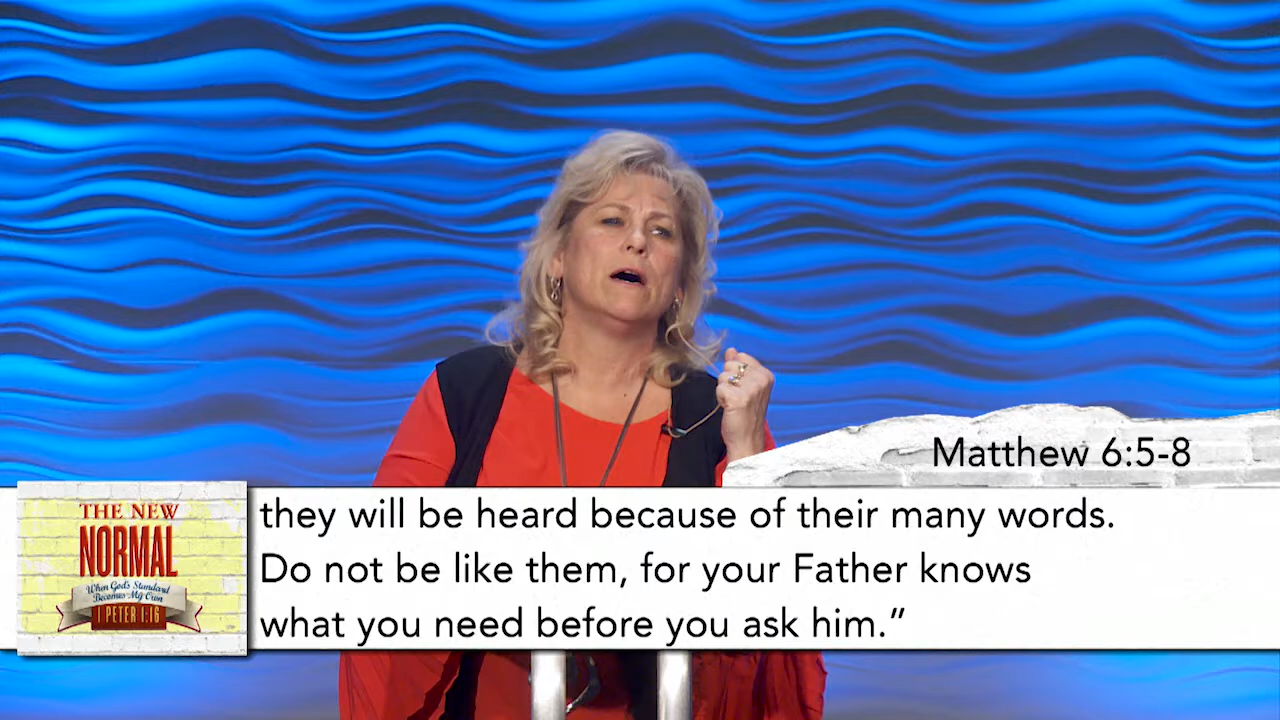 Matthew 6:5-8
they will be heard because of their many words.
Do not be like them, for your Father knows
what you need before you ask him.”
THE NEW
NORMAL
When God's Standard
Becomes My Own
1 PETER 1:16